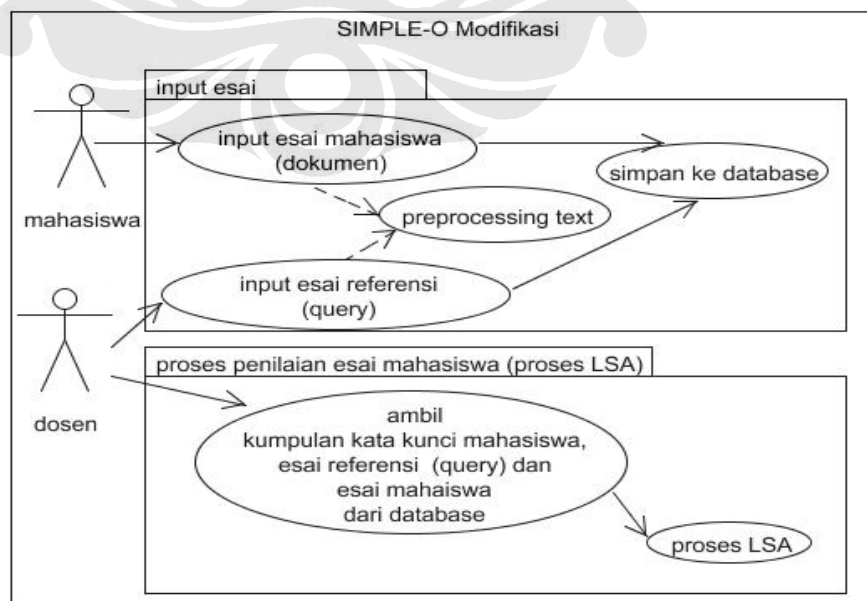 SIMPLE-O Modifikasi
input esai
input esai mahasiswa
(dokumen)
simpan ke database
preprocessing text
mahasiswa
input esai referensi
(query)
proses penilaian esai mahasiswa (proses LSA)
dosen
ambil
kumpulan kata kunci mahasiswa,
esai referensi (query) dan
esai mahaiswa
dari database
proses LSA